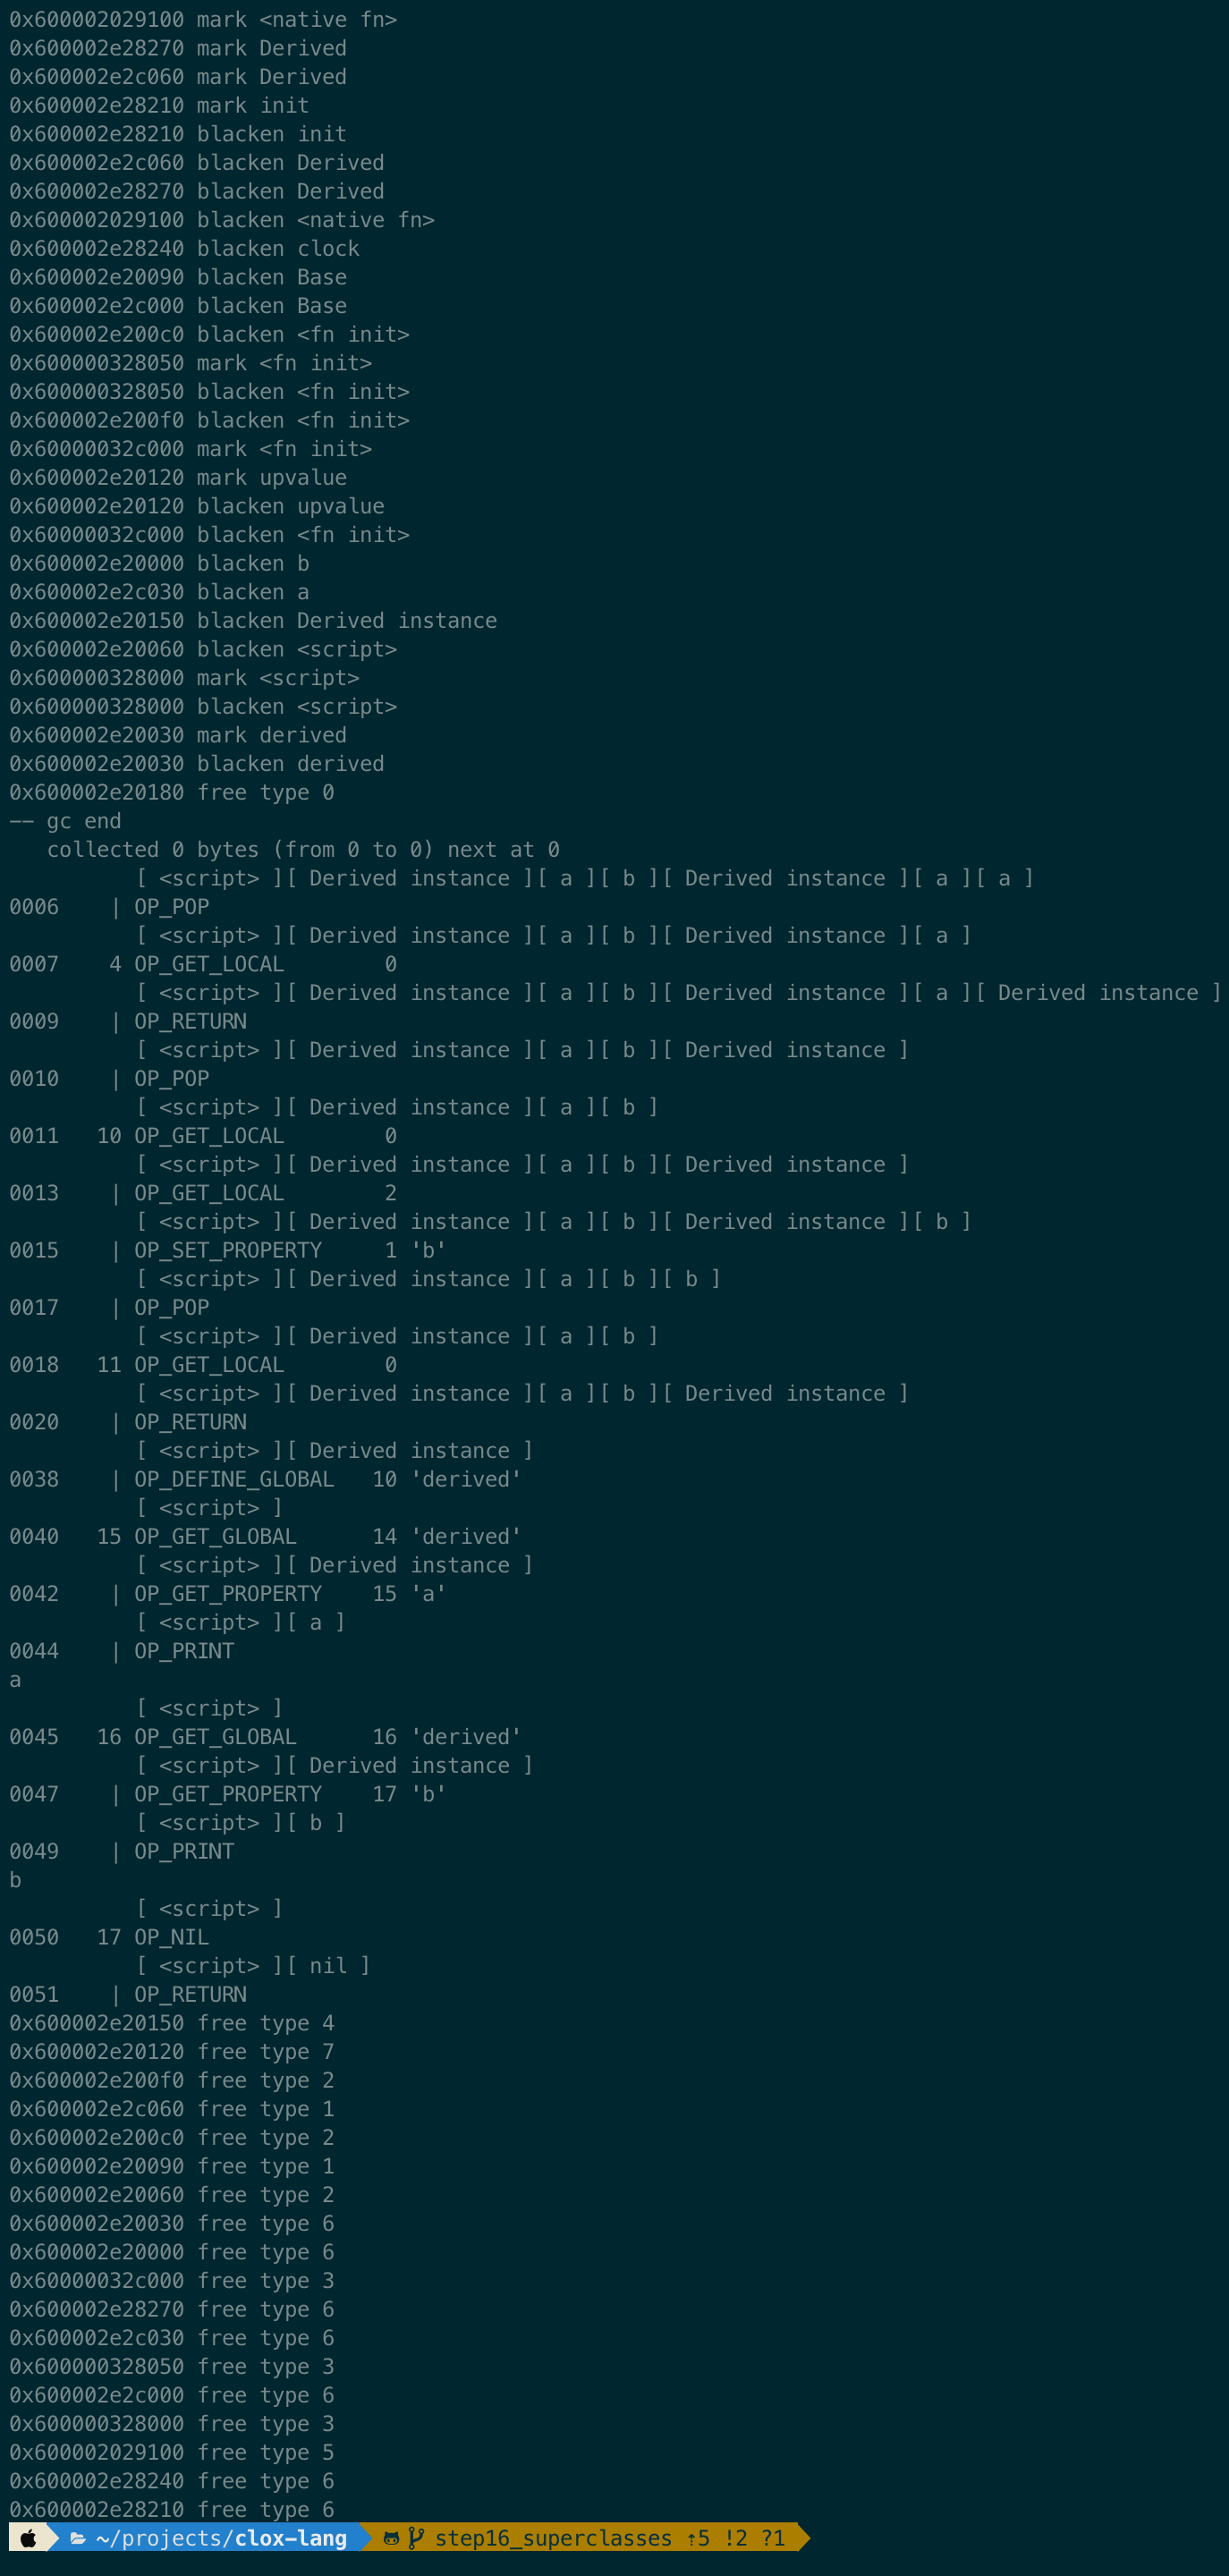 0x600002029100 mark <native fn>
0x600002e28270 mark Derived
0x600002e2c060 mark Derived
0x600002e28210 mark init
0x600002e28210 blacken init
0x600002e2c060 blacken Derived
0x600002e28270 blacken Derived
0x600002029100 blacken <native fn>
0x600002e28240 blacken clock
0x600002e20090 blacken Base
0x600002e2c000 blacken Base
0x600002e200c0 blacken <fn init>
0x600000328050 mark <fn init>
0x600000328050 blacken <fn init>
0x600002e200f0 blacken <fn init>
0x60000032c000 mark <fn init>
0x600002e20120 mark upvalue
0x600002e20120 blacken upvalue
0x60000032c000 blacken <fn init>
0x600002e20000 blacken b
0x600002e2c030 blacken a
0x600002e20150 blacken Derived instance
0x600002e20060 blacken <script>
0x600000328000 mark <script>
0x600000328000 blacken <script>
0x600002e20030 mark derived
0x600002e20030 blacken derived
0x600002e20180 free type 0
-- gc end
   collected 0 bytes (from 0 to 0) next at 0
          [ <script> ][ Derived instance ][ a ][ b ][ Derived instance ][ a ][ a ]
0006    | OP_POP
          [ <script> ][ Derived instance ][ a ][ b ][ Derived instance ][ a ]
0007    4 OP_GET_LOCAL        0
          [ <script> ][ Derived instance ][ a ][ b ][ Derived instance ][ a ][ Derived instance ]
0009    | OP_RETURN
          [ <script> ][ Derived instance ][ a ][ b ][ Derived instance ]
0010    | OP_POP
          [ <script> ][ Derived instance ][ a ][ b ]
0011   10 OP_GET_LOCAL        0
          [ <script> ][ Derived instance ][ a ][ b ][ Derived instance ]
0013    | OP_GET_LOCAL        2
          [ <script> ][ Derived instance ][ a ][ b ][ Derived instance ][ b ]
0015    | OP_SET_PROPERTY     1 'b'
          [ <script> ][ Derived instance ][ a ][ b ][ b ]
0017    | OP_POP
          [ <script> ][ Derived instance ][ a ][ b ]
0018   11 OP_GET_LOCAL        0
          [ <script> ][ Derived instance ][ a ][ b ][ Derived instance ]
0020    | OP_RETURN
          [ <script> ][ Derived instance ]
0038    | OP_DEFINE_GLOBAL   10 'derived'
          [ <script> ]
0040   15 OP_GET_GLOBAL      14 'derived'
          [ <script> ][ Derived instance ]
0042    | OP_GET_PROPERTY    15 'a'
          [ <script> ][ a ]
0044    | OP_PRINT
a
          [ <script> ]
0045   16 OP_GET_GLOBAL      16 'derived'
          [ <script> ][ Derived instance ]
0047    | OP_GET_PROPERTY    17 'b'
          [ <script> ][ b ]
0049    | OP_PRINT
b
          [ <script> ]
0050   17 OP_NIL
          [ <script> ][ nil ]
0051    | OP_RETURN
0x600002e20150 free type 4
0x600002e20120 free type 7
0x600002e200f0 free type 2
0x600002e2c060 free type 1
0x600002e200c0 free type 2
0x600002e20090 free type 1
0x600002e20060 free type 2
0x600002e20030 free type 6
0x600002e20000 free type 6
0x60000032c000 free type 3
0x600002e28270 free type 6
0x600002e2c030 free type 6
0x600000328050 free type 3
0x600002e2c000 free type 6
0x600000328000 free type 3
0x600002029100 free type 5
0x600002e28240 free type 6
0x600002e28210 free type 6
~/projects/clox-lang step16_superclasses ⇡5 !2 ?1